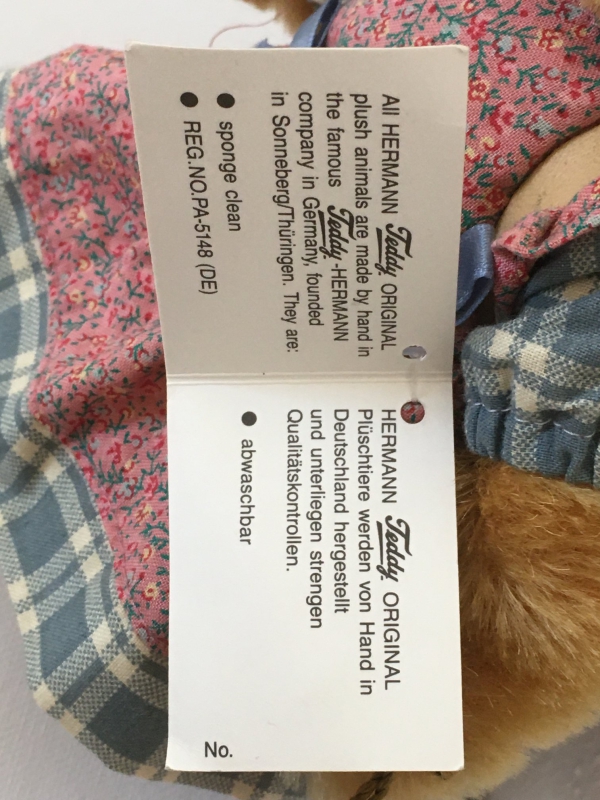 All HERMANN Teddy ORIGINAL
plush animals are made by hand in
the famous Teddy-HERMANN
company in Germany, founded
in Sonneberg/Thüringen. They are:
● sponge clean
● REG.NO.PA-5148 (DE)
HERMANN Teddy ORIGINAL
Plüschtiere werden von Hand in
Deutschland hergestellt
und unterliegen strengen
Qualitätskontrollen.
● abwaschbar
No.